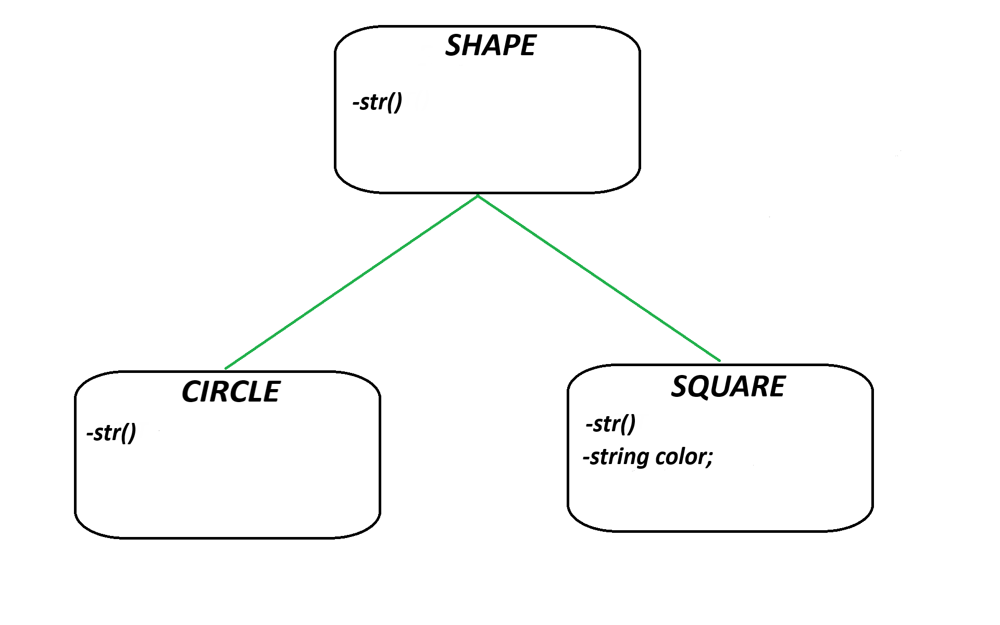 SHAPE
-str()
CIRCLE
-str()
SQUARE
-str()
-string color;